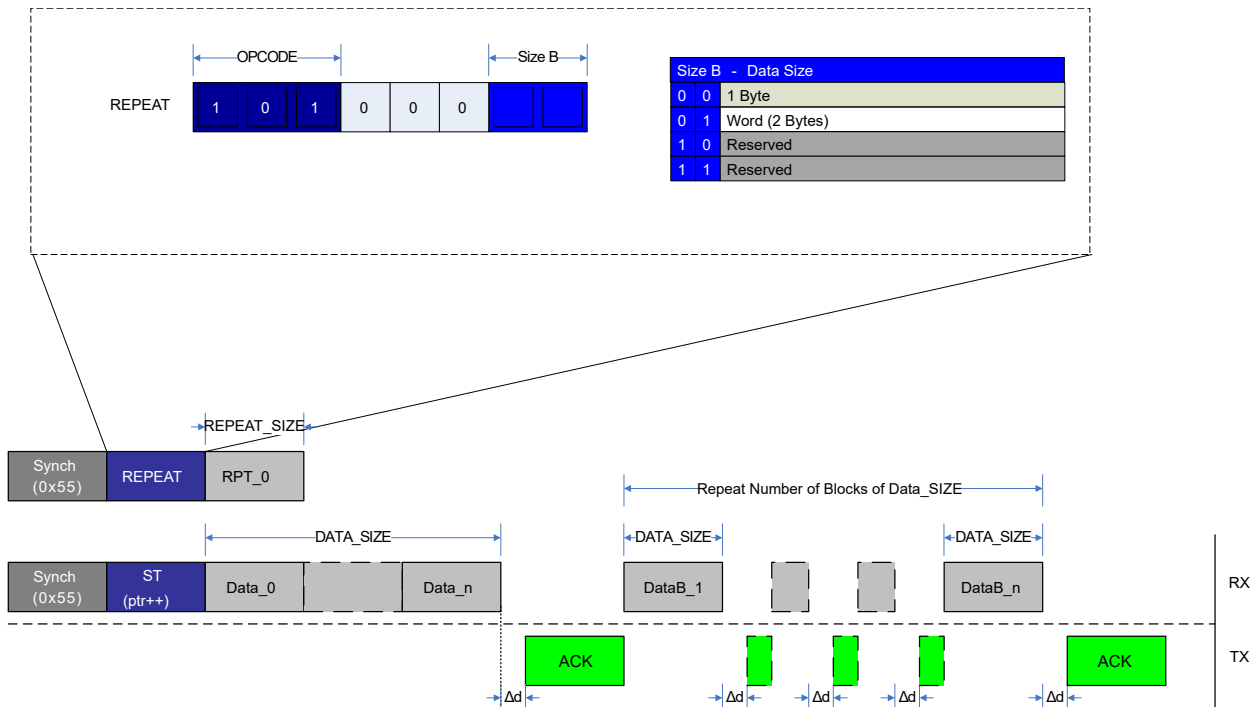 OPCODE
Size B
REPEAT
1 0 1 0 0 0
Size B - Data Size
0 0 1 Byte
0 1 Word (2 Bytes)
1 0 Reserved
1 1 Reserved
REPEAT_SIZE
Synch
(0x55)
REPEAT
RPT_0
Repeat Number of Blocks of Data_SIZE
DATA_SIZE
DATA_SIZE
DATA_SIZE
Synch
(0x55)
ST
(ptr++)
Data_0
Data_n
DataB_1
DataB_n
RX
ACK
ACK
TX
Δd
Δd
Δd
Δd
Δd